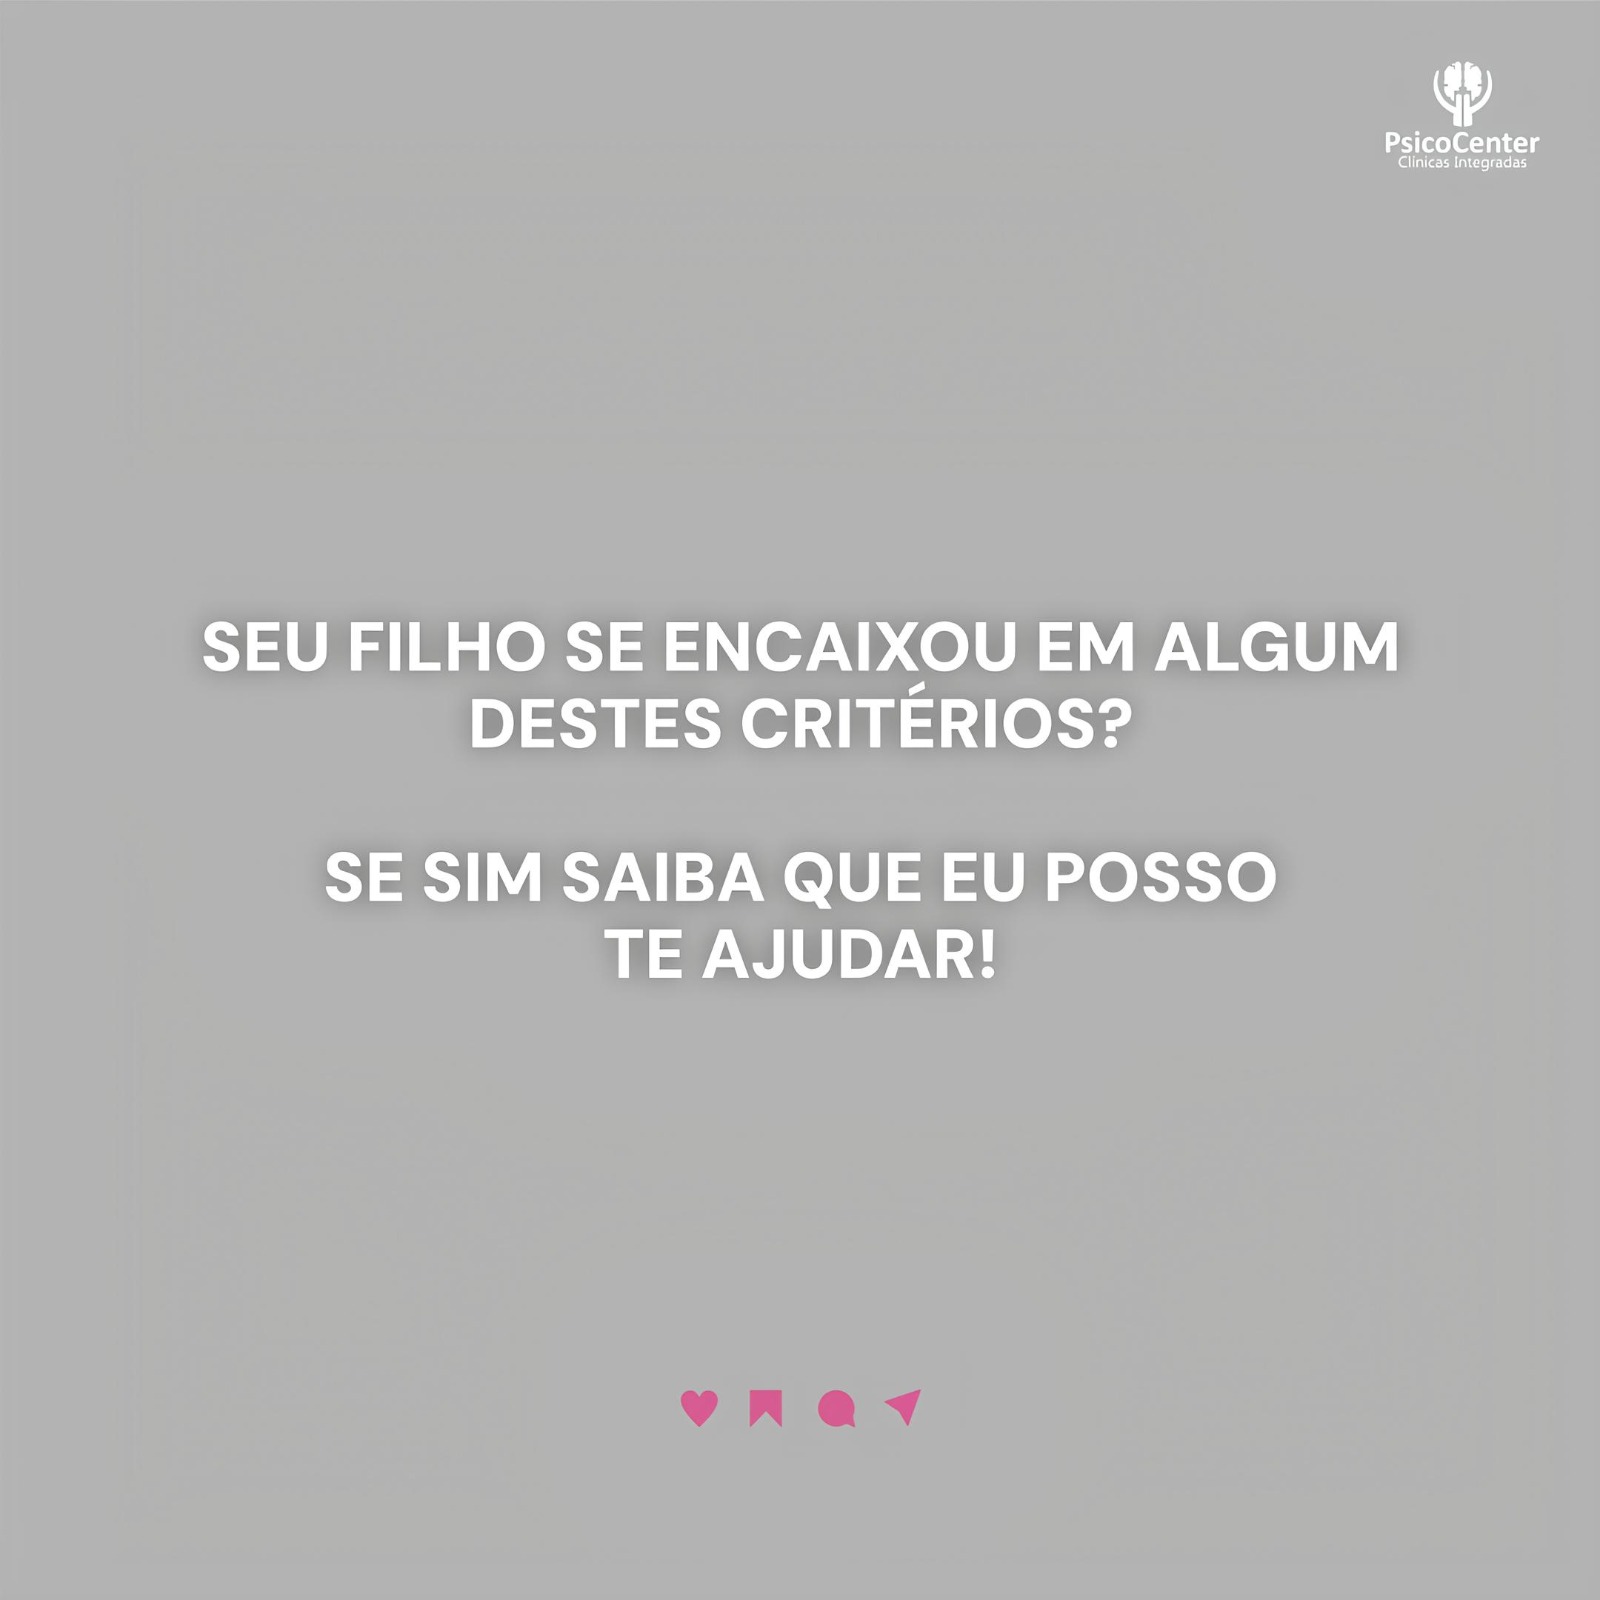 PsicoCenter
Clínicas Integradas
SEU FILHO SE ENCAIXOU EM ALGUM
DESTES CRITÉRIOS?
SE SIM SAIBA QUE EU POSSO
TE AJUDAR!